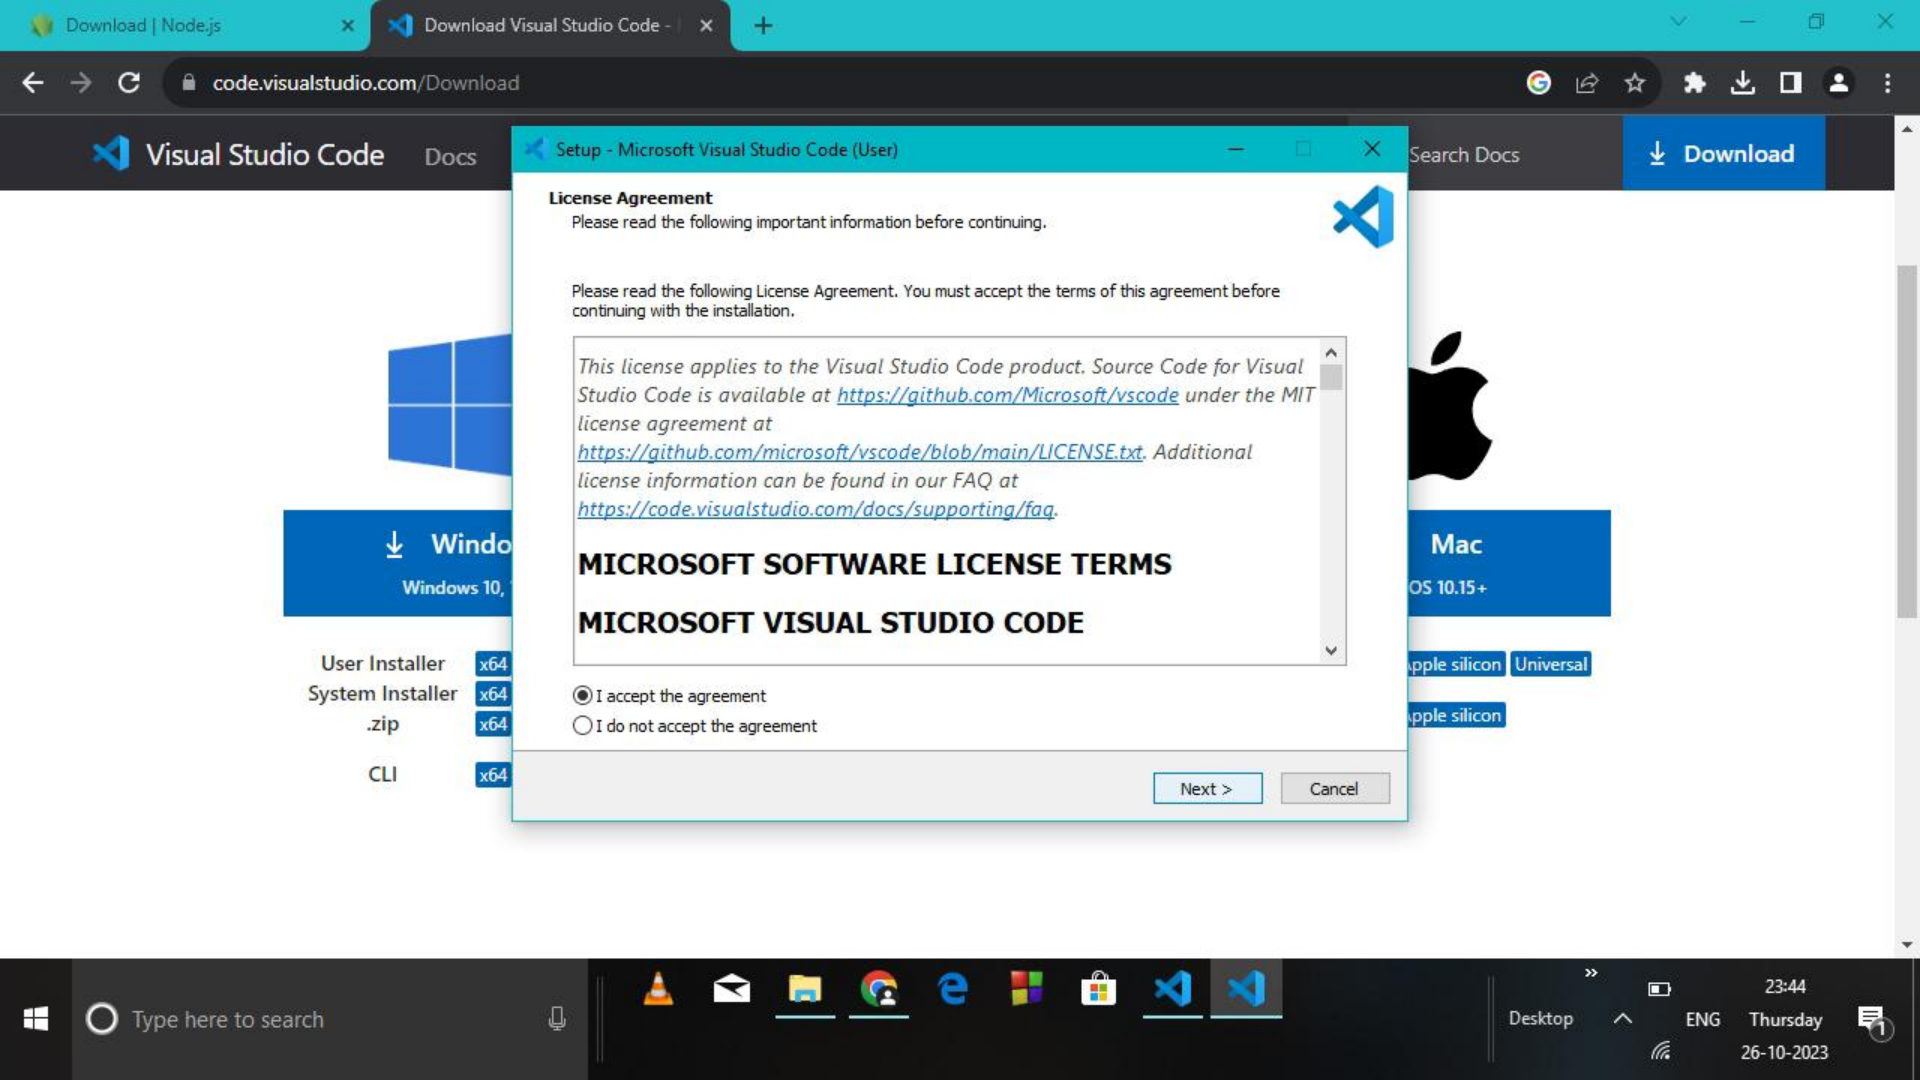 Download | Node.js
Download Visual Studio Code -
code.visualstudio.com/Download
Visual Studio Code
Docs
Search Docs
Download
Setup - Microsoft Visual Studio Code (User)
License Agreement
Please read the following important information before continuing.
Please read the following License Agreement. You must accept the terms of this agreement before
continuing with the installation.
This license applies to the Visual Studio Code product. Source Code for Visual
Studio Code is available at https://github.com/Microsoft/vscode under the MIT
license agreement at
https://github.com/microsoft/vscode/blob/main/LICENSE.txt. Additional
license information can be found in our FAQ at
https://code.visualstudio.com/docs/supporting/faq.
MICROSOFT SOFTWARE LICENSE TERMS
MICROSOFT VISUAL STUDIO CODE
I accept the agreement
I do not accept the agreement
Next >
Cancel
Windo
Windows 10,
User Installer x64
System Installer x64
.zip x64
CLI x64
Mac
OS 10.15+
pple silicon Universal
pple silicon
Type here to search
Desktop
ENG
23:44
Thursday
26-10-2023
1